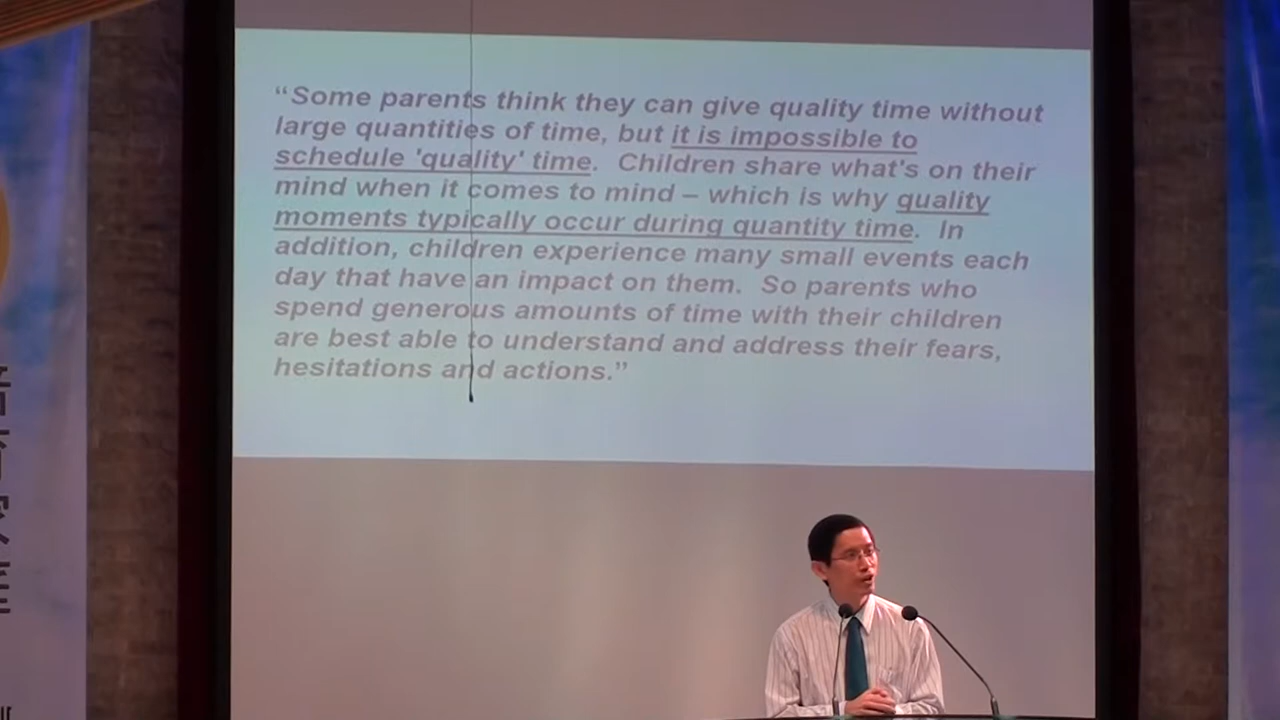 “Some parents think they can give quality time without
large quantities of time, but it is impossible to
schedule 'quality' time.  Children share what's on their
mind when it comes to mind – which is why quality
moments typically occur during quantity time.  In
addition, children experience many small events each
day that have an impact on them.  So parents who
spend generous amounts of time with their children
are best able to understand and address their fears,
hesitations and actions.”